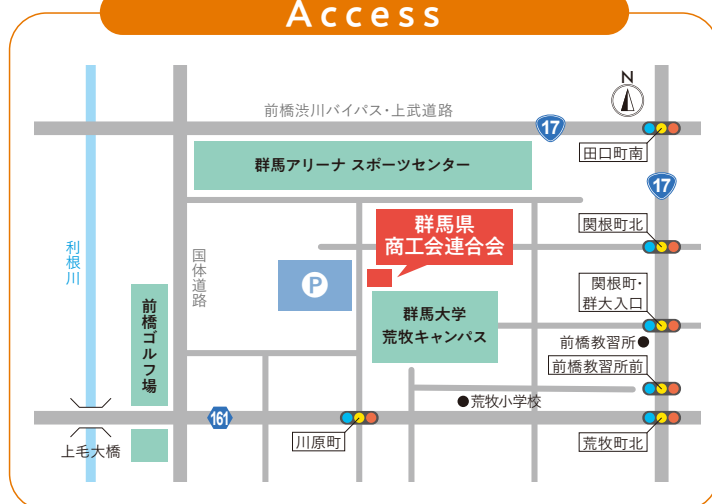 Access
N
前橋渋川バイパス・上武道路
17
田口町南
群馬アリーナ スポーツセンター
17
群馬県
商工会連合会
関根町北
利根川
国体道路
P
関根町・
群大入口
前橋ゴルフ場
群馬大学
荒牧キャンパス
前橋教習所
前橋教習所前
荒牧小学校
161
上毛大橋
川原町
荒牧町北